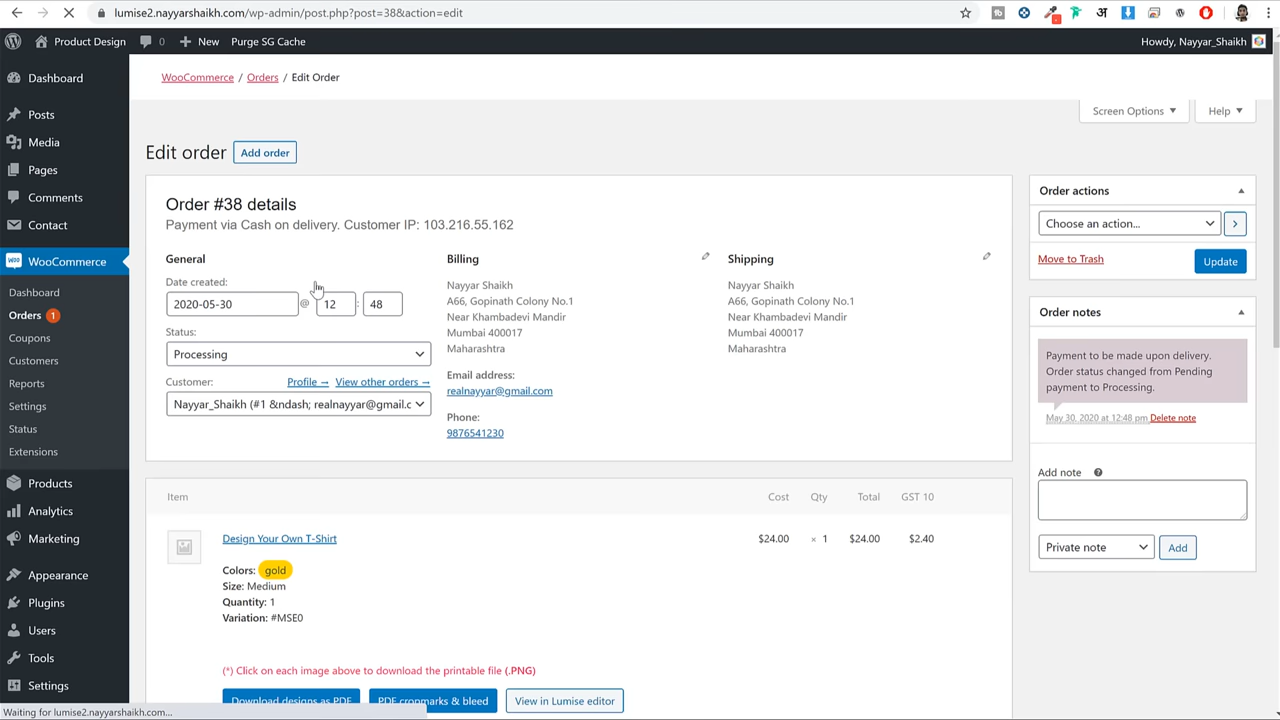 lumise2.nayyarshaikh.com/wp-admin/post.php?post=38&action=edit
Product Design
0
New
Purge SG Cache
Howdy, Nayyar_Shaikh
Dashboard
Posts
Media
Pages
Comments
Contact
WooCommerce
Dashboard
Orders 1
Coupons
Customers
Reports
Settings
Status
Extensions
Products
Analytics
Marketing
Appearance
Plugins
Users
Tools
Settings
Waiting for lumise2.nayyarshaikh.com...
WooCommerce / Orders / Edit Order
Screen Options
Help
Edit order
Add order
Order #38 details
Payment via Cash on delivery. Customer IP: 103.216.55.162
General
Date created:
2020-05-30 @ 12 : 48
Status:
Processing
Customer:
Profile →
View other orders →
Nayyar_Shaikh (#1 &ndash; realnayyar@gmail.c
Billing
Nayyar Shaikh
A66, Gopinath Colony No.1
Near Khambadevi Mandir
Mumbai 400017
Maharashtra
Email address:
realnayyar@gmail.com
Phone:
9876541230
Shipping
Nayyar Shaikh
A66, Gopinath Colony No.1
Near Khambadevi Mandir
Mumbai 400017
Maharashtra
Item
Cost
Qty
Total
GST 10
Design Your Own T-Shirt
$24.00
× 1
$24.00
$2.40
Colors: gold
Size: Medium
Quantity: 1
Variation: #MSE0
(*) Click on each image above to download the printable file (.PNG)
Download designs as PDF
PDF cropmarks & bleed
View in Lumise editor
Order actions
Choose an action...
Move to Trash
Update
Order notes
Payment to be made upon delivery.
Order status changed from Pending
payment to Processing.
May 30, 2020 at 12:48 pm Delete note
Add note
Private note
Add